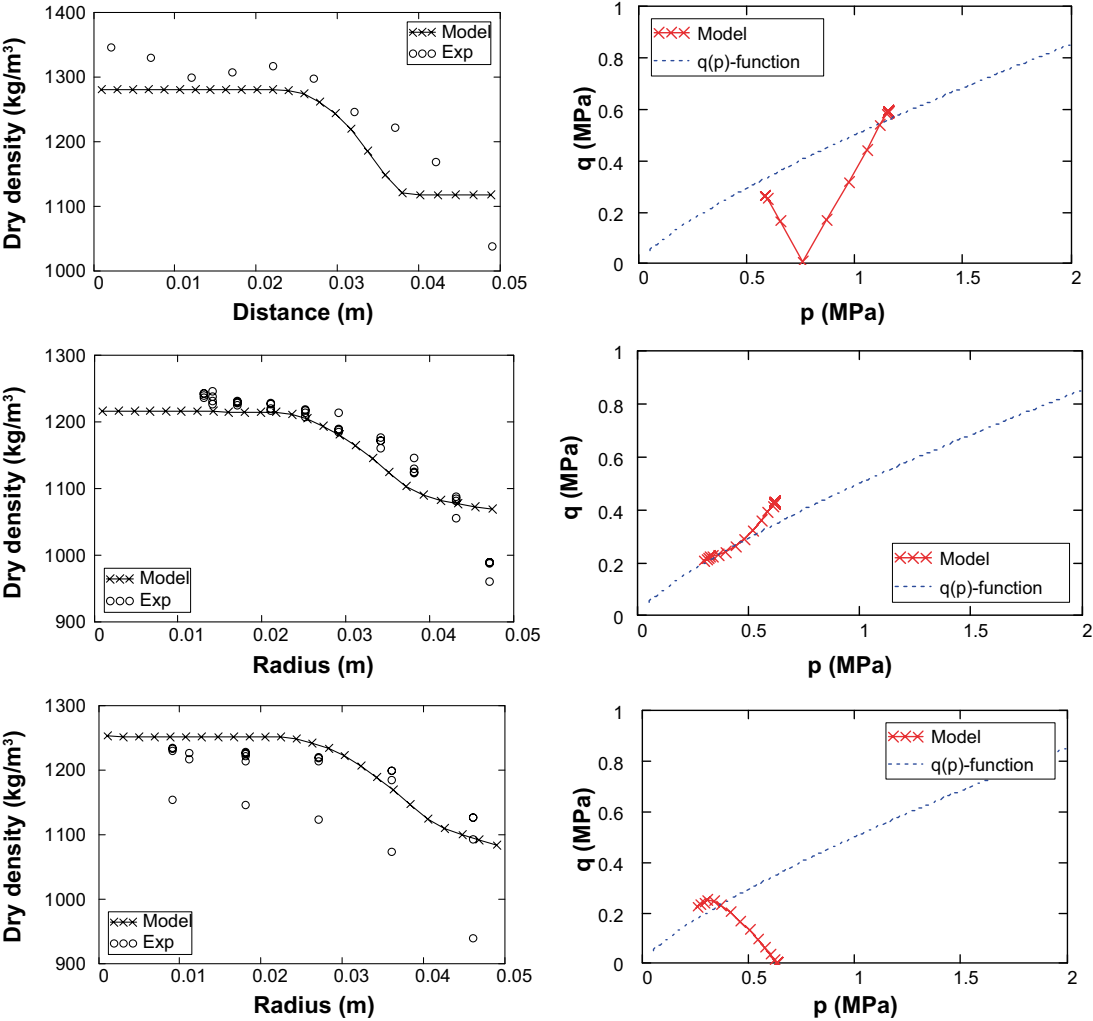 Dry density (kg/m³)
1400
1300
1200
1100
1000
0
0.01
0.02
0.03
0.04
0.05
Distance (m)
Model
Exp
q (MPa)
1
0.8
0.6
0.4
0.2
0
0
0.5
1
1.5
2
p (MPa)
Model
q(p)-function
Dry density (kg/m³)
1300
1200
1100
1000
900
0
0.01
0.02
0.03
0.04
0.05
Radius (m)
Model
Exp
q (MPa)
1
0.8
0.6
0.4
0.2
0
0
0.5
1
1.5
2
p (MPa)
Model
q(p)-function
Dry density (kg/m³)
1300
1200
1100
1000
900
0
0.01
0.02
0.03
0.04
0.05
Radius (m)
Model
Exp
q (MPa)
1
0.8
0.6
0.4
0.2
0
0
0.5
1
1.5
2
p (MPa)
Model
q(p)-function